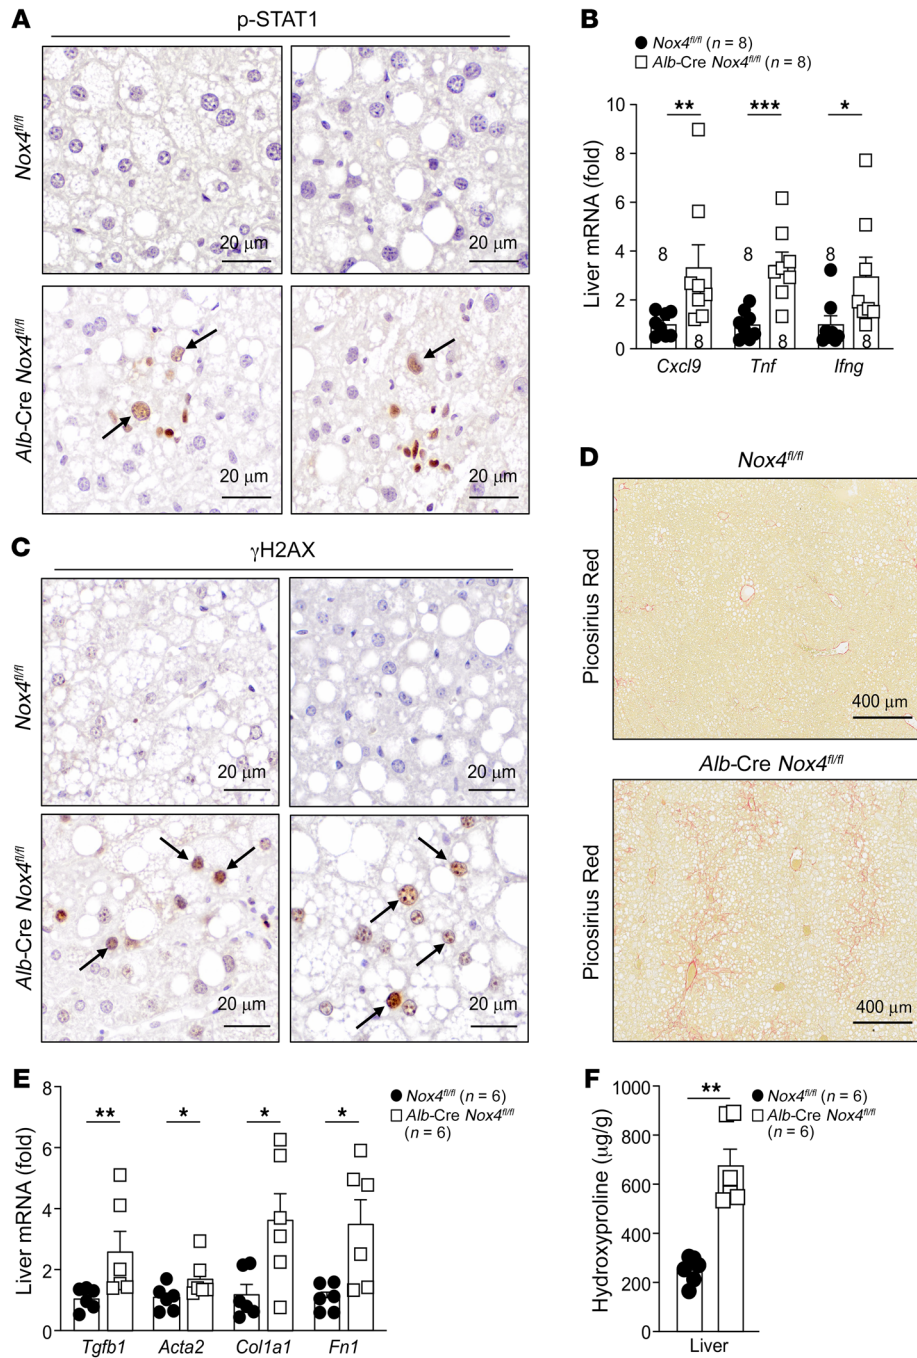 A
p-STAT1
Nox4fl/fl
20 μm
20 μm
Alb-Cre Nox4fl/fl
20 μm
20 μm
B
Nox4fl/fl (n = 8)
Alb-Cre Nox4fl/fl (n = 8)
Liver mRNA (fold)
10
8
6
4
2
0
** *** *
8 8 8
8 8 8
Cxcl9 Tnf Ifng
C
γH2AX
Nox4fl/fl
20 μm
20 μm
Alb-Cre Nox4fl/fl
20 μm
20 μm
D
Nox4fl/fl
Picosirius Red
400 μm
Alb-Cre Nox4fl/fl
Picosirius Red
400 μm
E
Nox4fl/fl (n = 6)
Alb-Cre Nox4fl/fl
(n = 6)
Liver mRNA (fold)
8
6
4
2
0
** * * *
Tgfb1 Acta2 Col1a1 Fn1
F
Nox4fl/fl (n = 6)
Alb-Cre Nox4fl/fl
(n = 6)
Hydroxyproline (μg/g)
1000
800
600
400
200
0
**
Liver